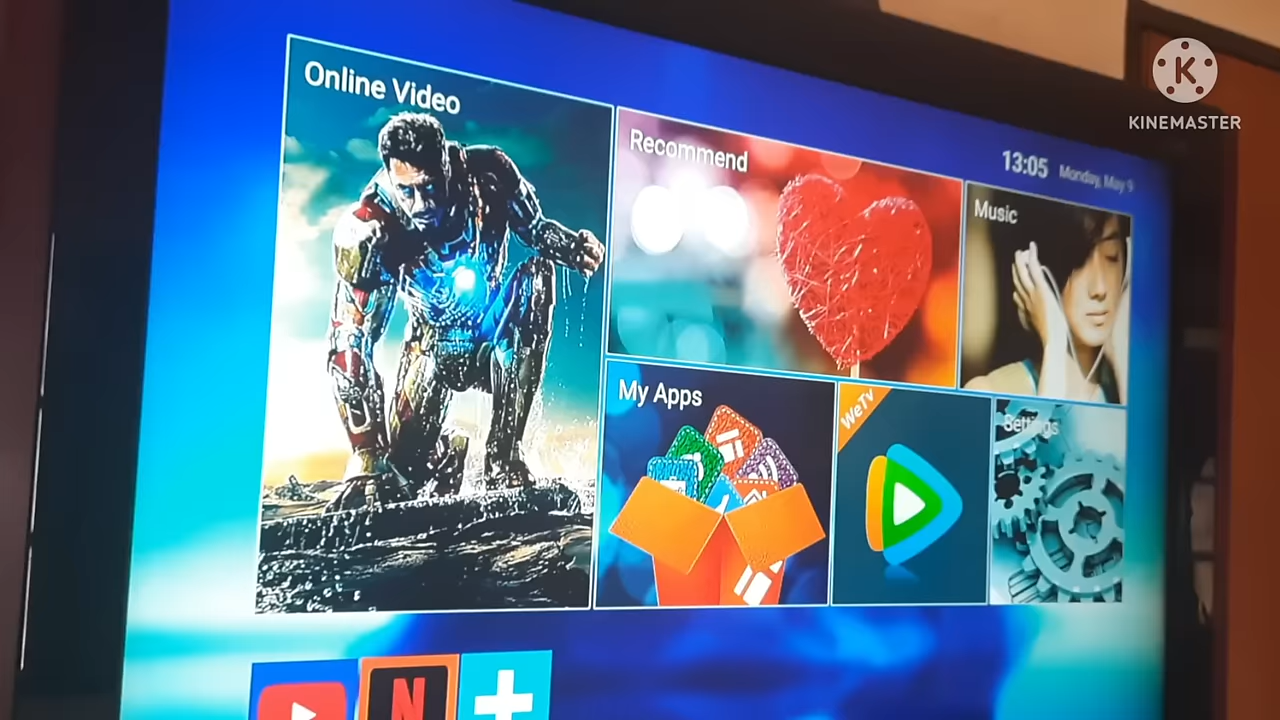 Online Video
Recommend
13:05 Monday, May 9
Music
My Apps
WeTV
Settings
N
K
KINEMASTER